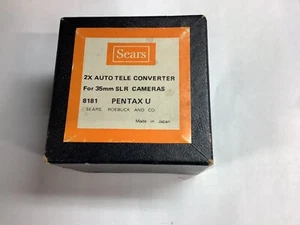 Sears
2X AUTO TELE CONVERTER
For 35mm SLR CAMERAS
8181 PENTAX U
SEARS, ROEBUCK AND CO.
Made in Japan